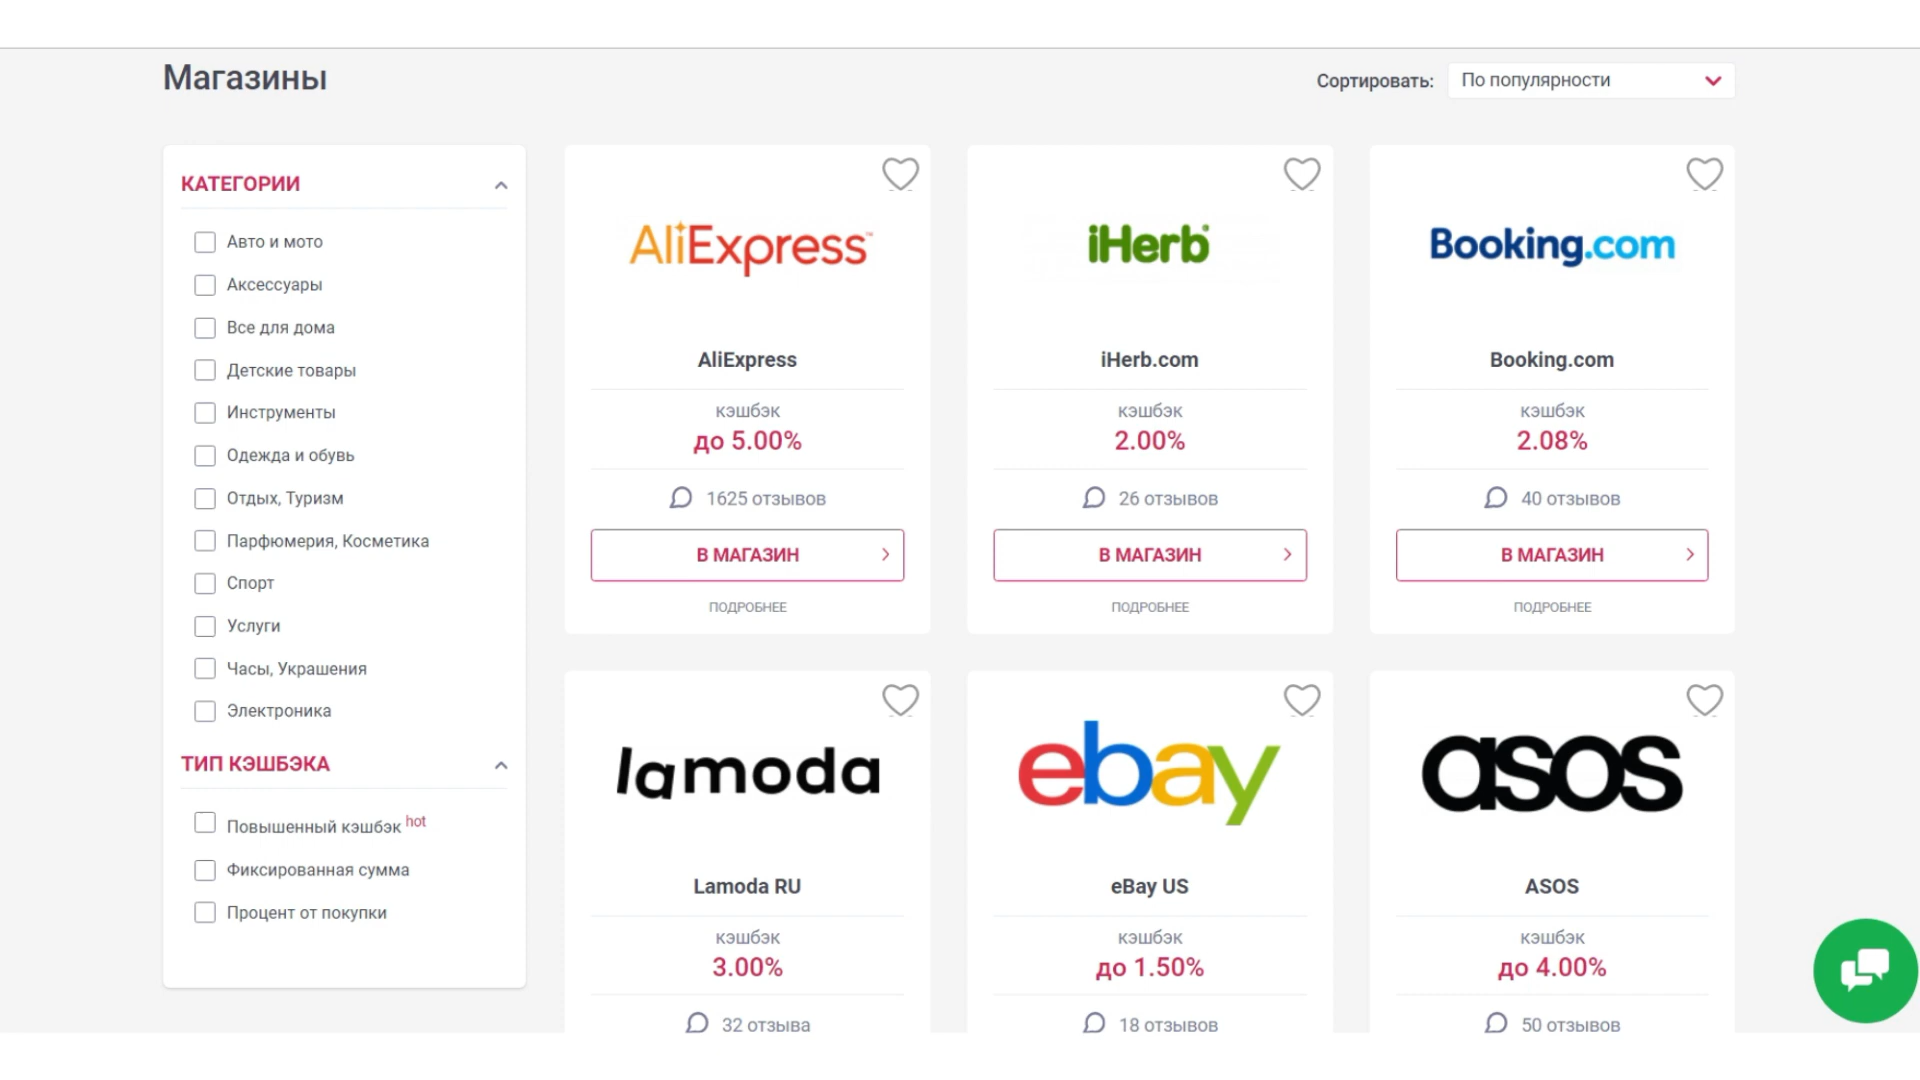 Магазины
Сортировать: По популярности
КАТЕГОРИИ
Авто и мото
Аксессуары
Все для дома
Детские товары
Инструменты
Одежда и обувь
Отдых, Туризм
Парфюмерия, Косметика
Спорт
Услуги
Часы, Украшения
Электроника
ТИП КЭШБЭКА
Повышенный кэшбэк hot
Фиксированная сумма
Процент от покупки
AliExpress™
AliExpress
кэшбэк
до 5.00%
1625 отзывов
В МАГАЗИН
ПОДРОБНЕЕ
iHerb
iHerb.com
кэшбэк
2.00%
26 отзывов
В МАГАЗИН
ПОДРОБНЕЕ
Booking.com
Booking.com
кэшбэк
2.08%
40 отзывов
В МАГАЗИН
ПОДРОБНЕЕ
lamoda
Lamoda RU
кэшбэк
3.00%
32 отзыва
ebay
eBay US
кэшбэк
до 1.50%
18 отзывов
asos
ASOS
кэшбэк
до 4.00%
50 отзывов